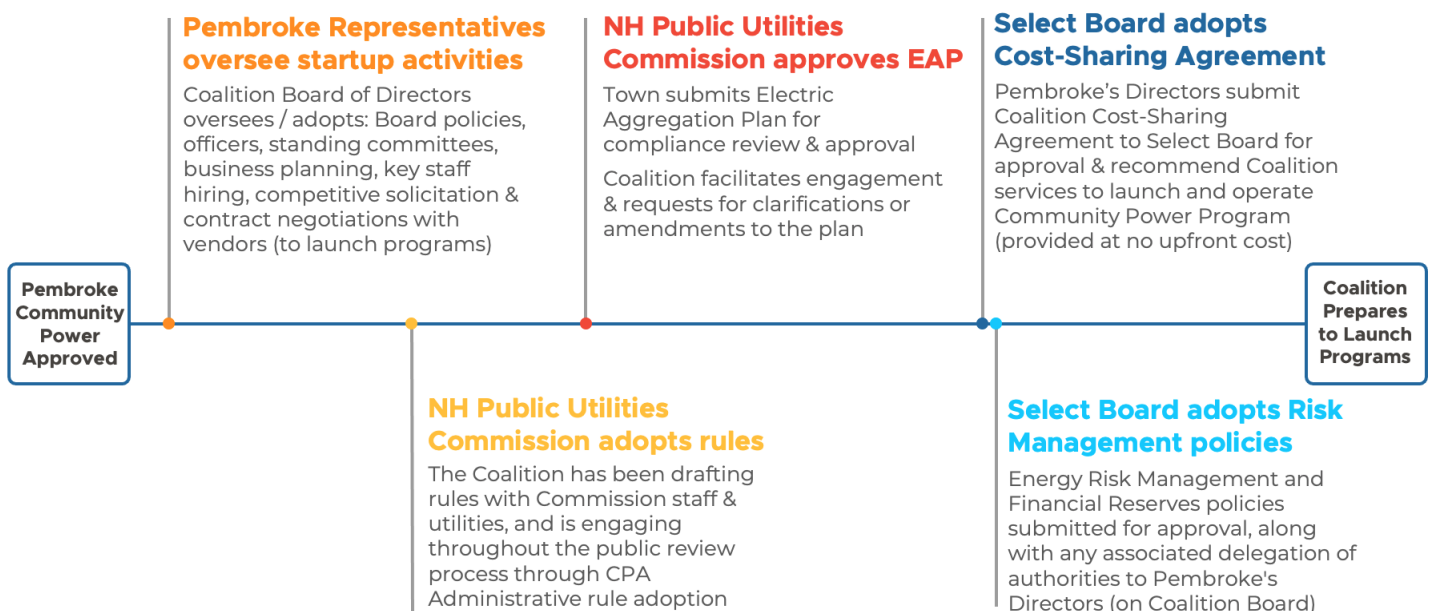 Pembroke Representatives
oversee startup activities
Coalition Board of Directors
oversees / adopts: Board policies,
officers, standing committees,
business planning, key staff
hiring, competitive solicitation &
contract negotiations with
vendors (to launch programs)
NH Public Utilities
Commission approves EAP
Town submits Electric
Aggregation Plan for
compliance review & approval
Coalition facilitates engagement
& requests for clarifications or
amendments to the plan
Select Board adopts
Cost-Sharing Agreement
Pembroke’s Directors submit
Coalition Cost-Sharing
Agreement to Select Board for
approval & recommend Coalition
services to launch and operate
Community Power Program
(provided at no upfront cost)
Pembroke
Community
Power
Approved
Coalition
Prepares
to Launch
Programs
NH Public Utilities
Commission adopts rules
The Coalition has been drafting
rules with Commission staff &
utilities, and is engaging
throughout the public review
process through CPA
Administrative rule adoption
Select Board adopts Risk
Management policies
Energy Risk Management and
Financial Reserves policies
submitted for approval, along
with any associated delegation of
authorities to Pembroke's
Directors (on Coalition Board)